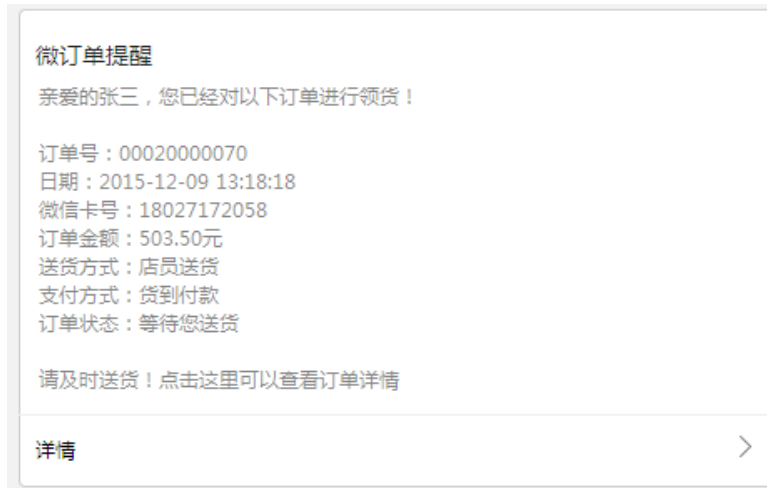 微订单提醒
亲爱的张三，您已经对以下订单进行领货！
订单号：00020000070
日期：2015-12-09 13:18:18
微信卡号：18027172058
订单金额：503.50元
送货方式：店员送货
支付方式：货到付款
订单状态：等待您送货
请及时送货！点击这里可以查看订单详情
详情